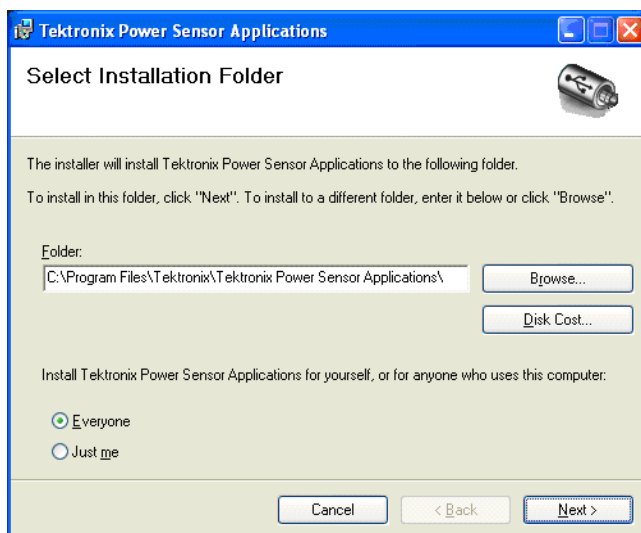 Tektronix Power Sensor Applications
Select Installation Folder
The installer will install Tektronix Power Sensor Applications to the following folder.
To install in this folder, click "Next". To install to a different folder, enter it below or click "Browse".
Folder:
C:\Program Files\Tektronix\Tektronix Power Sensor Applications\
Browse...
Disk Cost...
Install Tektronix Power Sensor Applications for yourself, or for anyone who uses this computer:
Everyone
Just me
Cancel
< Back
Next >